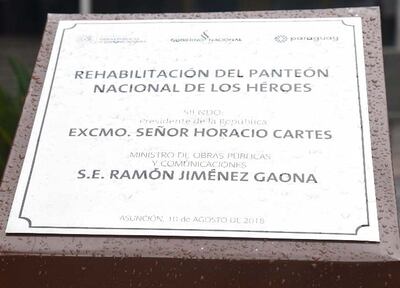 GOBIERNO NACIONAL
paraguay
REHABILITACIÓN DEL PANTEÓN
NACIONAL DE LOS HÉROES
SIENDO:
Presidente de la República
EXCMO. SEÑOR HORACIO CARTES
MINISTRO DE OBRAS PÚBLICAS
Y COMUNICACIONES
S.E. RAMÓN JIMÉNEZ GAONA
ASUNCIÓN, 10 de AGOSTO DE 2018